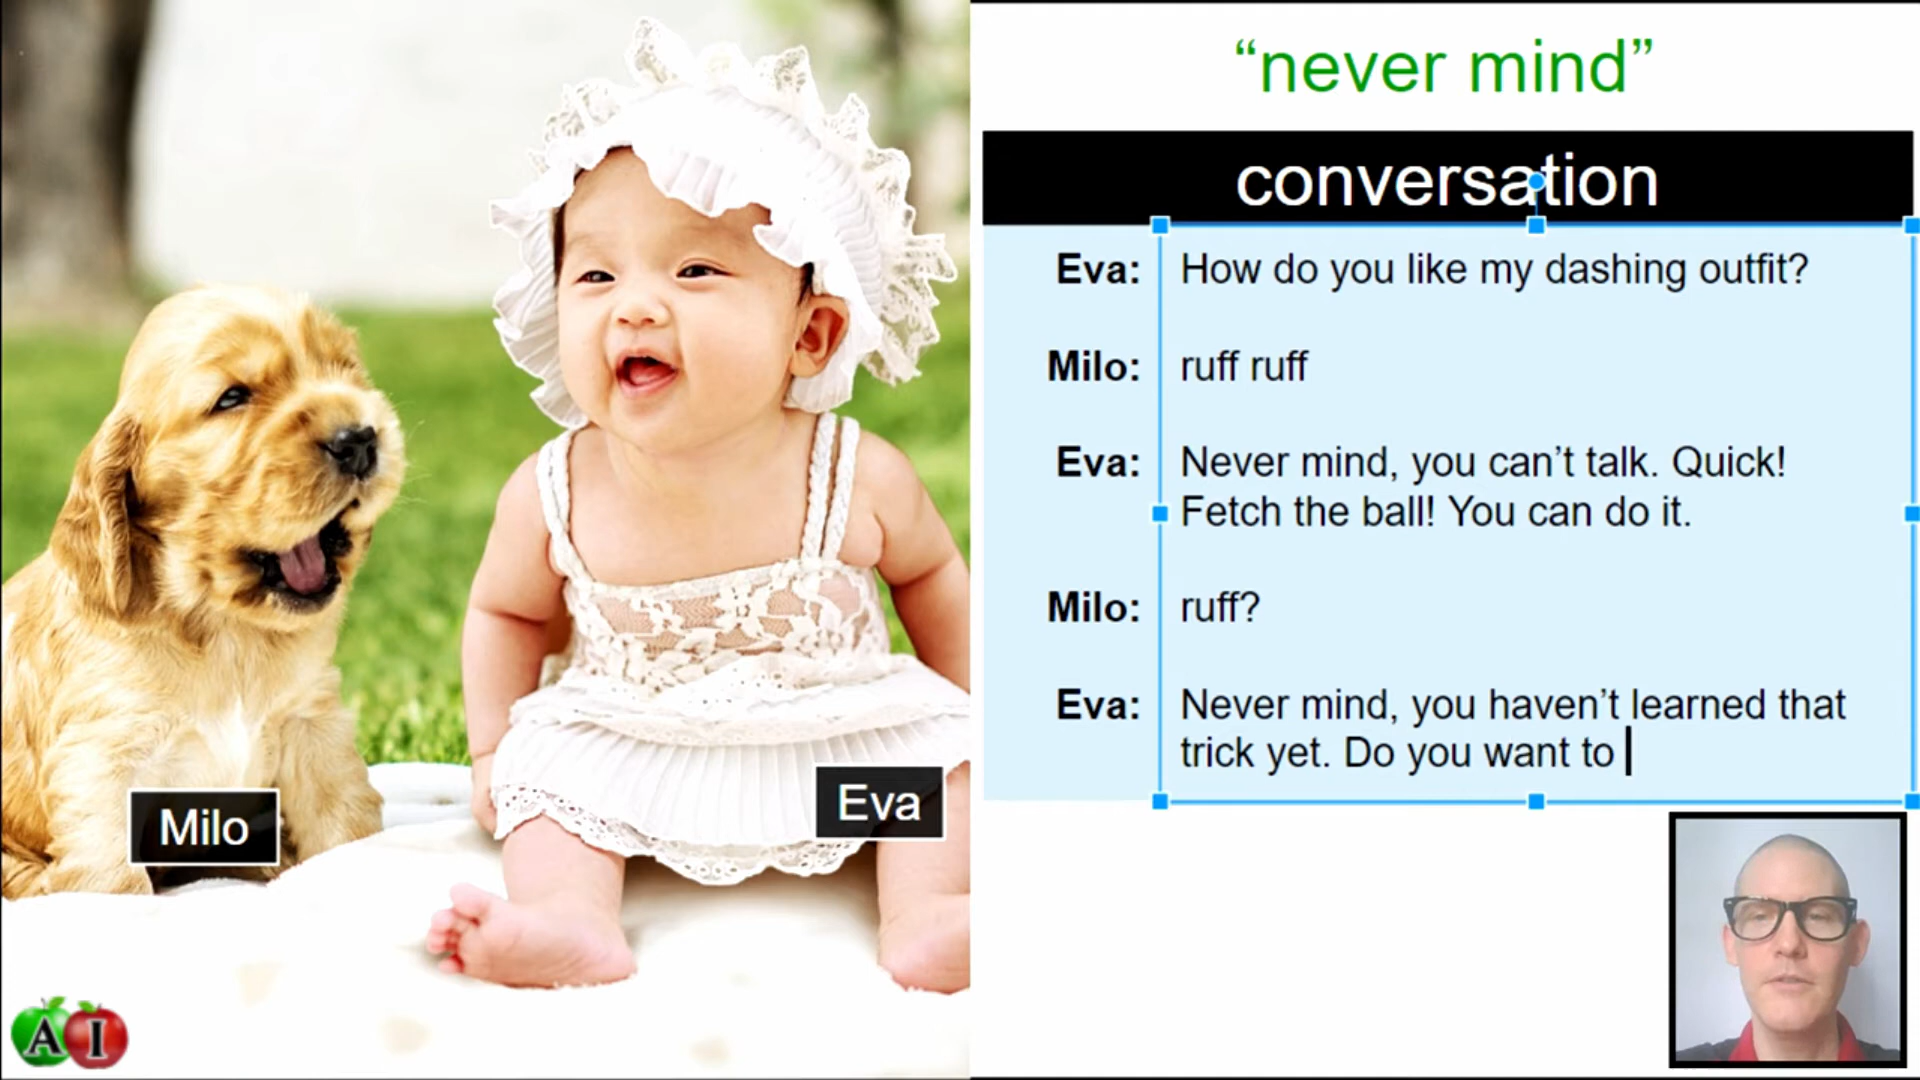 “never mind”
conversation
Eva: How do you like my dashing outfit?
Milo: ruff ruff
Eva: Never mind, you can’t talk. Quick!
Fetch the ball! You can do it.
Milo: ruff?
Eva: Never mind, you haven’t learned that
trick yet. Do you want to
Milo
Eva
A I